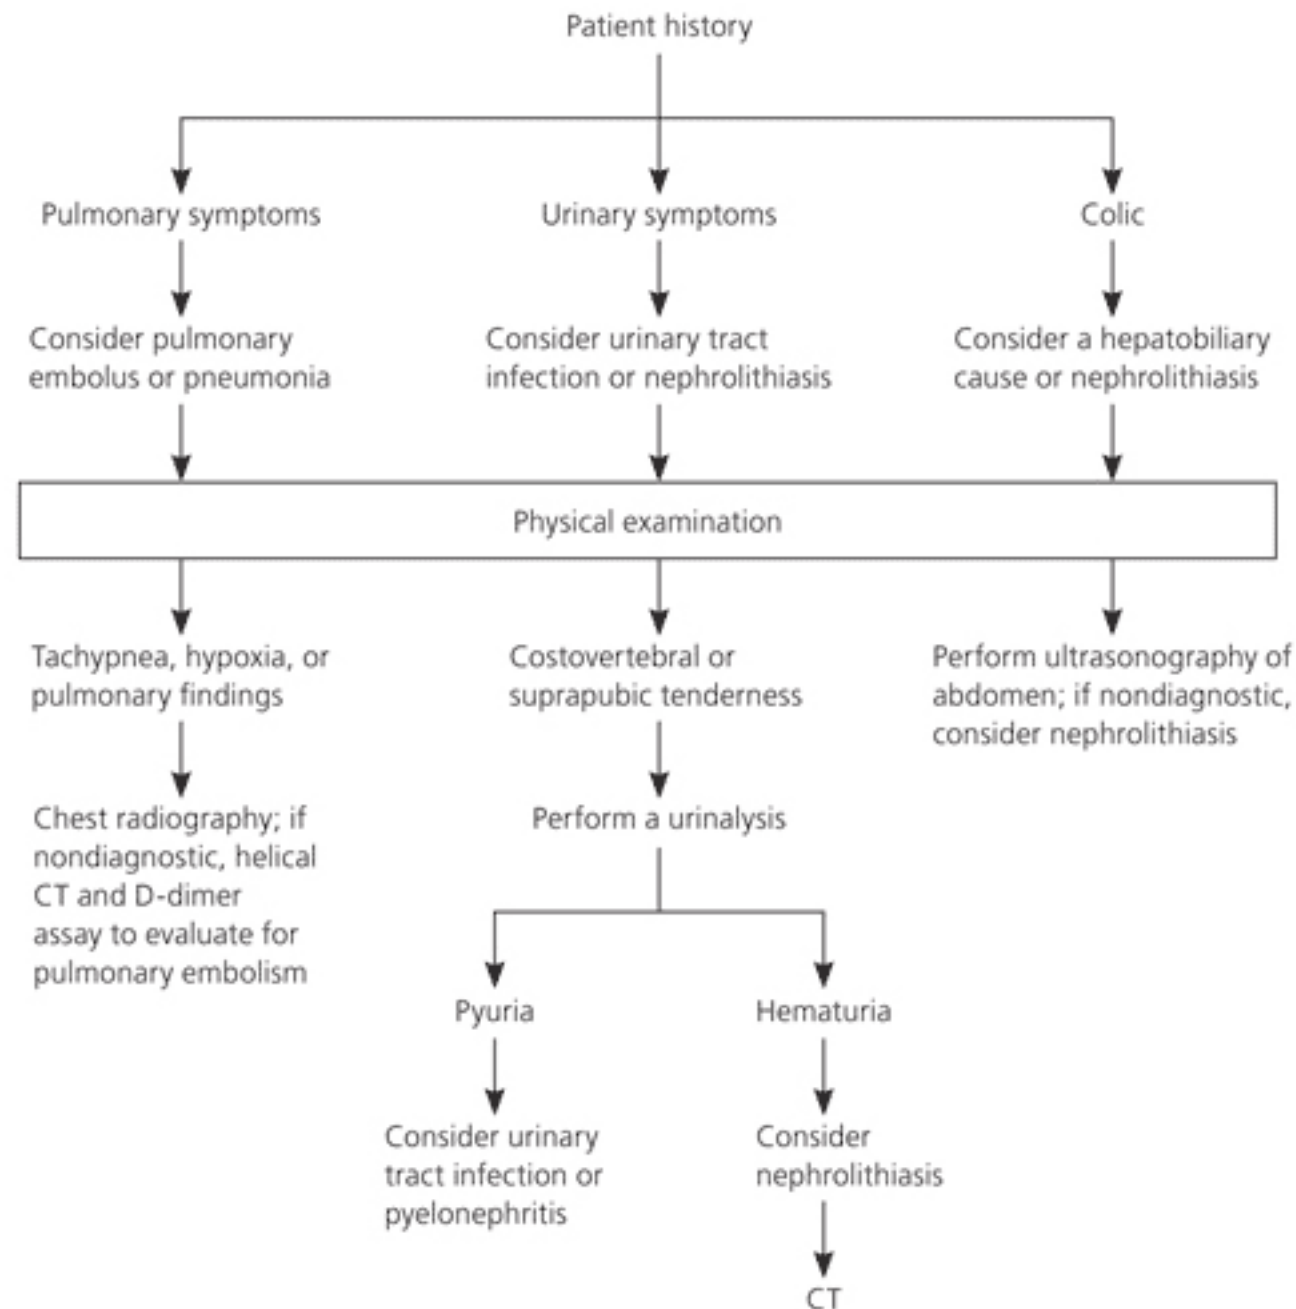 Patient history
Pulmonary symptoms
Urinary symptoms
Colic
Consider pulmonary
embolus or pneumonia
Consider urinary tract
infection or nephrolithiasis
Consider a hepatobiliary
cause or nephrolithiasis
Physical examination
Tachypnea, hypoxia, or
pulmonary findings
Costovertebral or
suprapubic tenderness
Perform ultrasonography of
abdomen; if nondiagnostic,
consider nephrolithiasis
Chest radiography; if
nondiagnostic, helical
CT and D-dimer
assay to evaluate for
pulmonary embolism
Perform a urinalysis
Pyuria
Hematuria
Consider urinary
tract infection or
pyelonephritis
Consider
nephrolithiasis
CT